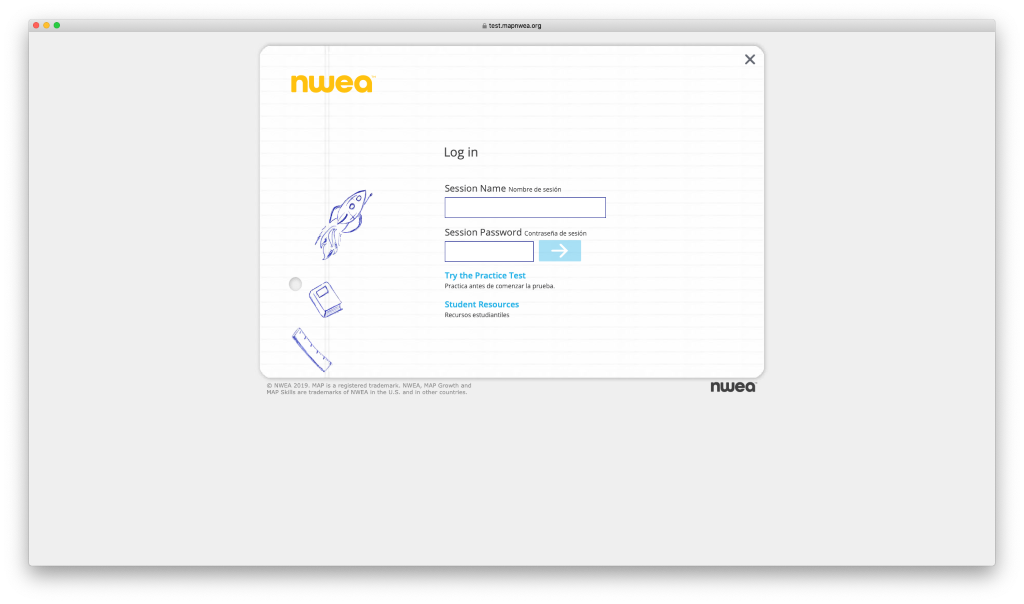 test.mapnwea.org
nwea
Log in
Session Name Nombre de sesión
Session Password Contraseña de sesión
Try the Practice Test
Practica antes de comenzar la prueba.
Student Resources
Recursos estudiantiles
© NWEA 2019. MAP is a registered trademark. NWEA, MAP Growth and
MAP Skills are trademarks of NWEA in the U.S. and in other countries.
nwea